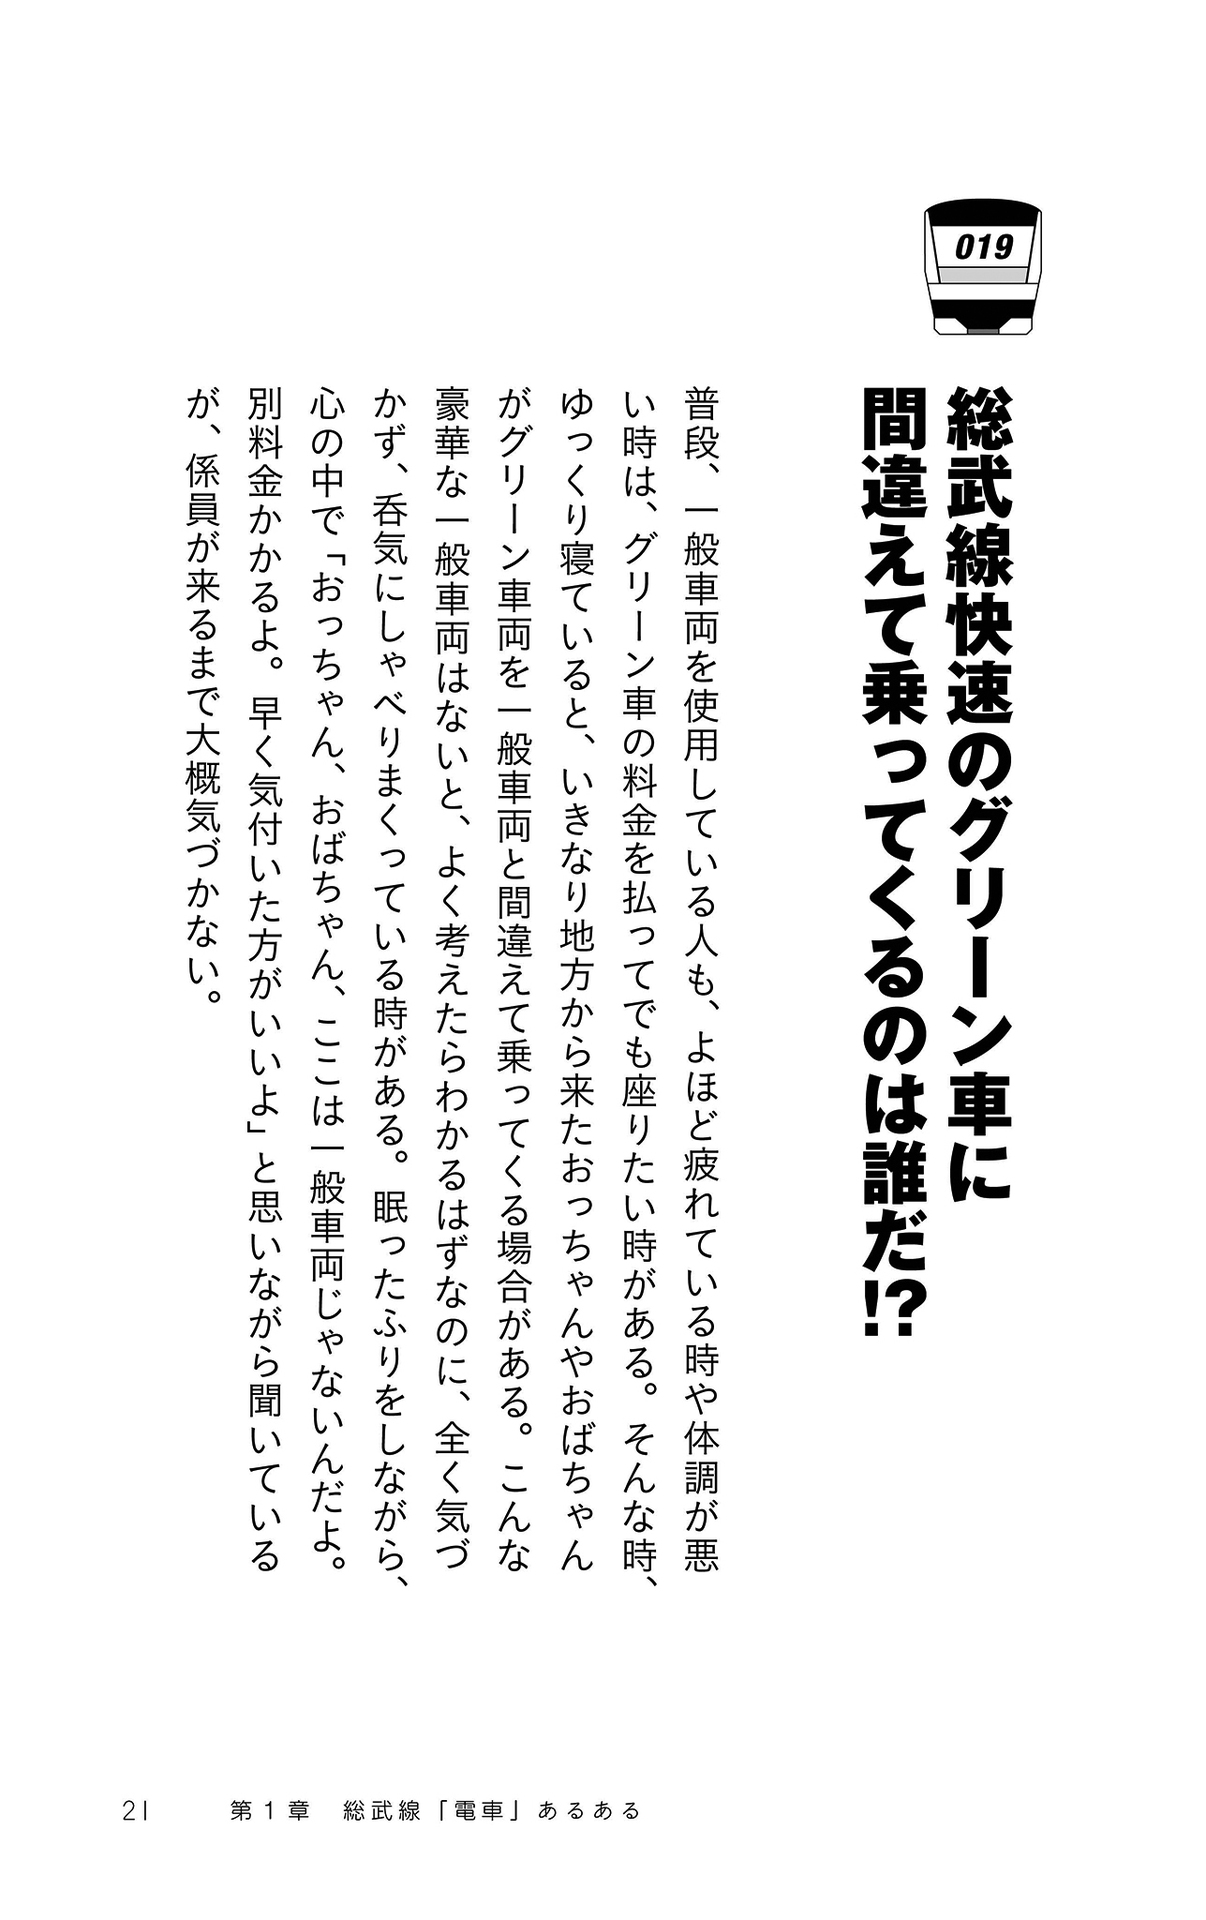 019
総武線快速のグリーン車に
間違えて乗ってくるのは誰だ!?
普段、一般車両を使用している人も、よほど疲れている時や体調が悪
い時は、グリーン車の料金を払ってでも座りたい時がある。そんな時、
ゆっくり寝ていると、いきなり地方から来たおっちゃんやおばちゃん
がグリーン車両を一般車両と間違えて乗ってくる場合がある。こんな
豪華な一般車両はないと、よく考えたらわかるはずなのに、全く気づ
かず、呑気にしゃべりまくっている時がある。眠ったふりをしながら、
心の中で「おっちゃん、おばちゃん、ここは一般車両じゃないんだよ。
別料金かかるよ。早く気付いた方がいいよ」と思いながら聞いている
が、係員が来るまで大概気づかない。
21 第1章 総武線「電車」あるある